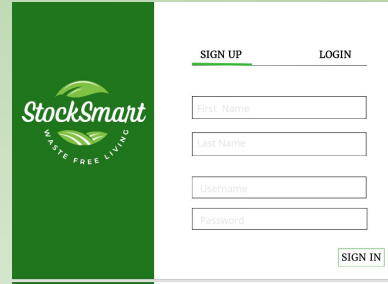 SIGN UP
LOGIN
StockSmart
WASTE FREE LIVING
First Name
Last Name
Username
Password
SIGN IN